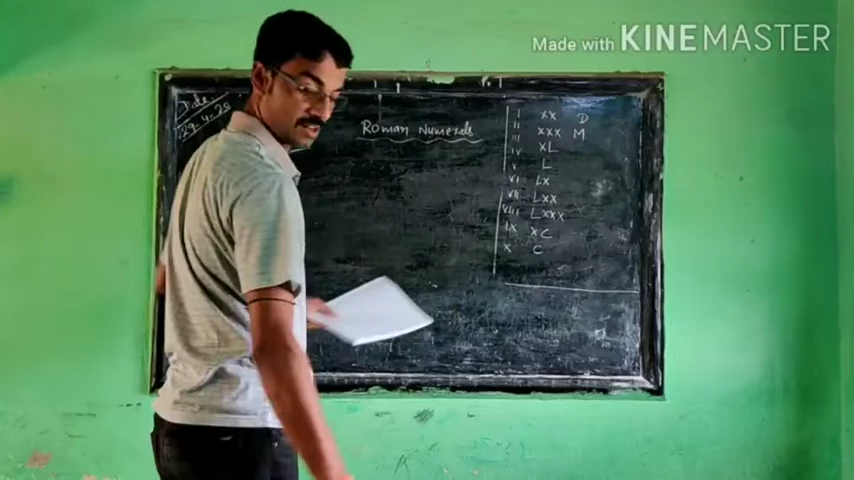 Made with KINEMASTER
Date
29.4.20
Roman Numerals
I XX D
II XXX M
III XL
IV L
V LX
VI LXX
VII LXXX
VIII XC
IX C
X